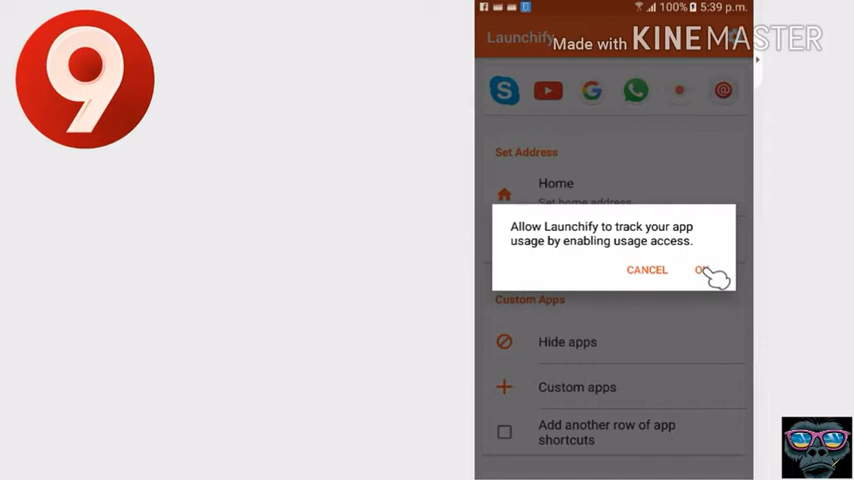 9
100% 5:39 p.m.
Launchify
Made with KINEMASTER
Set Address
Home
Set home address
Allow Launchify to track your app
usage by enabling usage access.
CANCEL
Custom Apps
Hide apps
Custom apps
Add another row of app
shortcuts